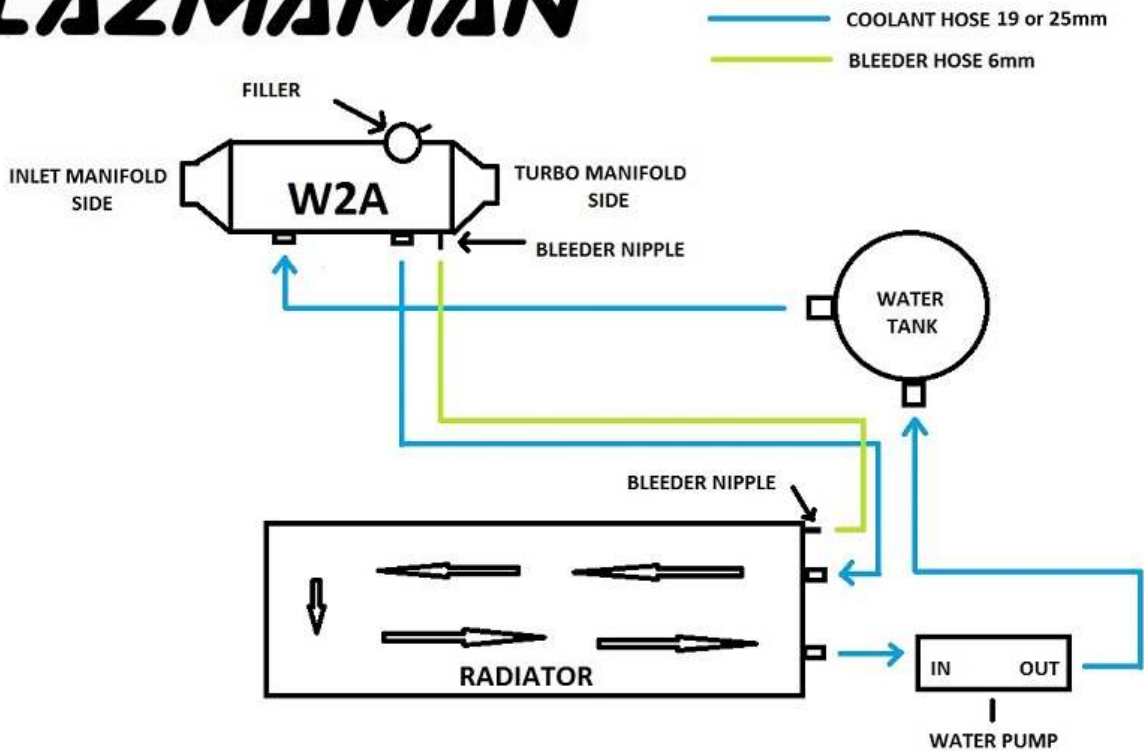 LAZMAMAN
COOLANT HOSE 19 or 25mm
BLEEDER HOSE 6mm
FILLER
INLET MANIFOLD
SIDE
W2A
TURBO MANIFOLD
SIDE
BLEEDER NIPPLE
WATER
TANK
BLEEDER NIPPLE
RADIATOR
IN OUT
WATER PUMP